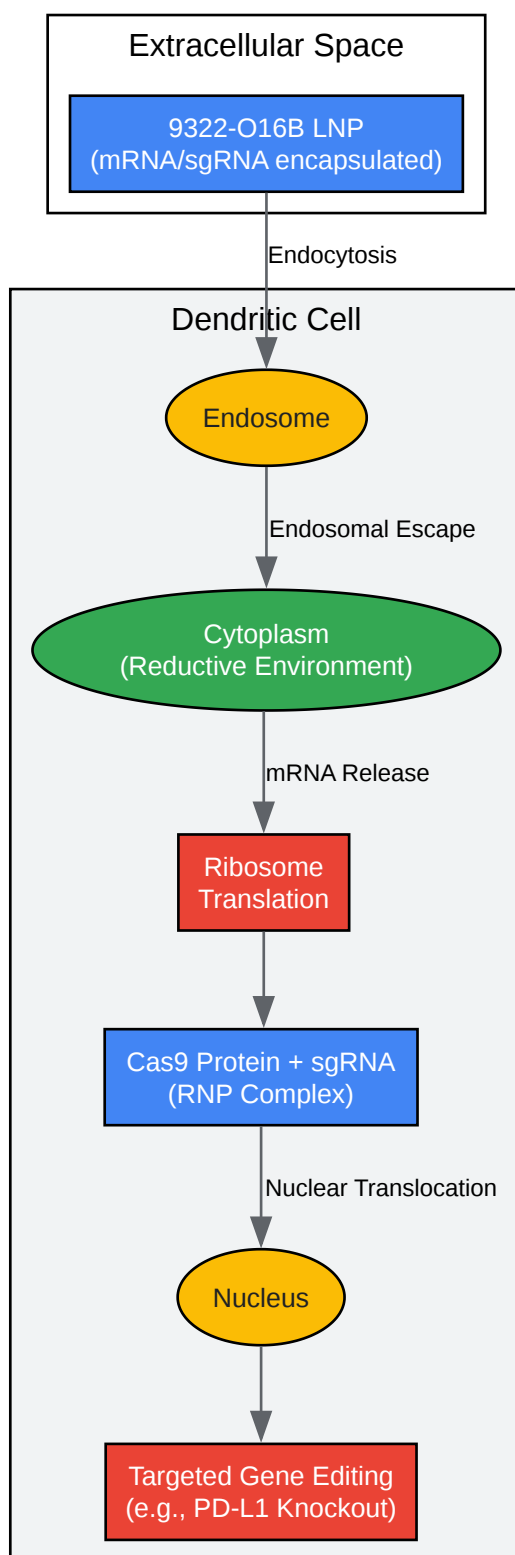 Extracellular Space
9322-O16B LNP
(mRNA/sgRNA encapsulated)
Endocytosis
Dendritic Cell
Endosome
Endosomal Escape
Cytoplasm
(Reductive Environment)
mRNA Release
Ribosome
Translation
Cas9 Protein + sgRNA
(RNP Complex)
Nuclear Translocation
Nucleus
Targeted Gene Editing
(e.g., PD-L1 Knockout)